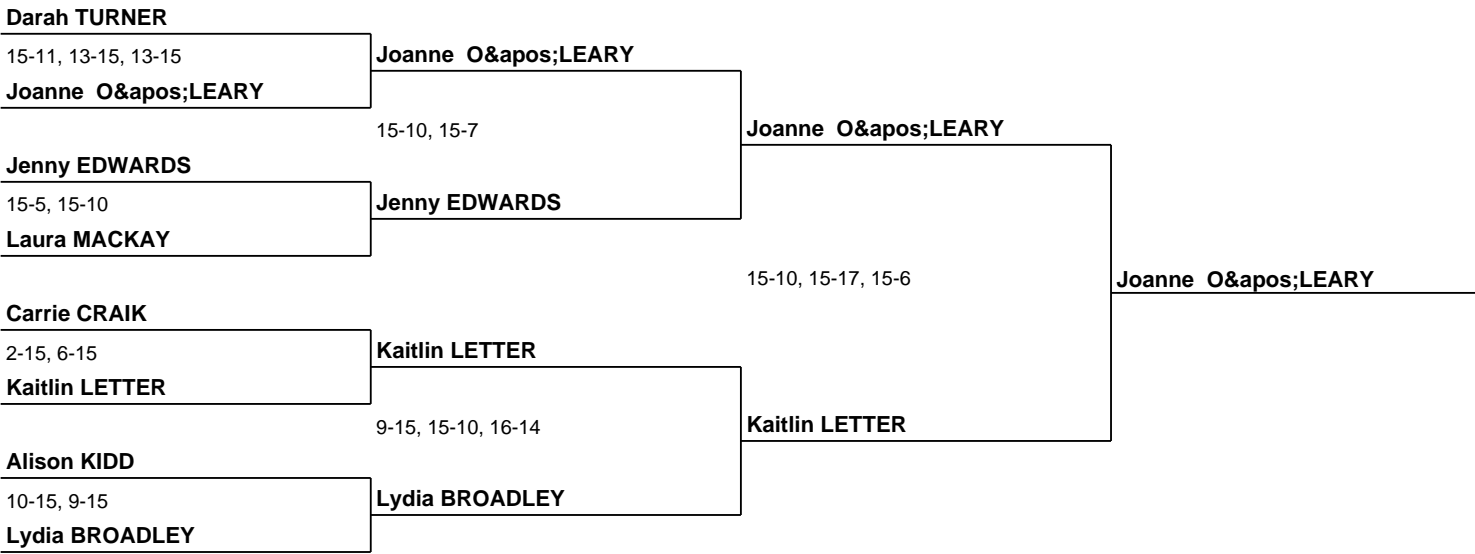 Darah TURNER
15-11, 13-15, 13-15
Joanne  O&apos;LEARY
Joanne  O&apos;LEARY
15-10, 15-7
Joanne  O&apos;LEARY
Jenny EDWARDS
15-5, 15-10
Laura MACKAY
Jenny EDWARDS
15-10, 15-17, 15-6
Joanne  O&apos;LEARY
Carrie CRAIK
2-15, 6-15
Kaitlin LETTER
Kaitlin LETTER
9-15, 15-10, 16-14
Kaitlin LETTER
Alison KIDD
10-15, 9-15
Lydia BROADLEY
Lydia BROADLEY